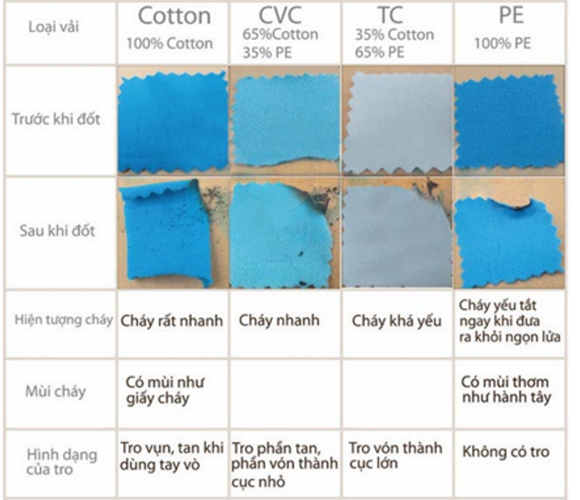 Loại vải
Cotton
100% Cotton
CVC
65%Cotton
35% PE
TC
35% Cotton
65% PE
PE
100% PE
Trước khi đốt
Sau khi đốt
Hiện tượng cháy
Cháy rất nhanh
Cháy nhanh
Cháy khá yếu
Cháy yếu tắt
ngay khi đưa
ra khỏi ngọn lửa
Mùi cháy
Có mùi như
giấy cháy
Có mùi thơm
như hành tây
Hình dạng
của tro
Tro vụn, tan khi
dùng tay vò
Tro phần tan,
phần vón thành
cục nhỏ
Tro vón thành
cục lớn
Không có tro